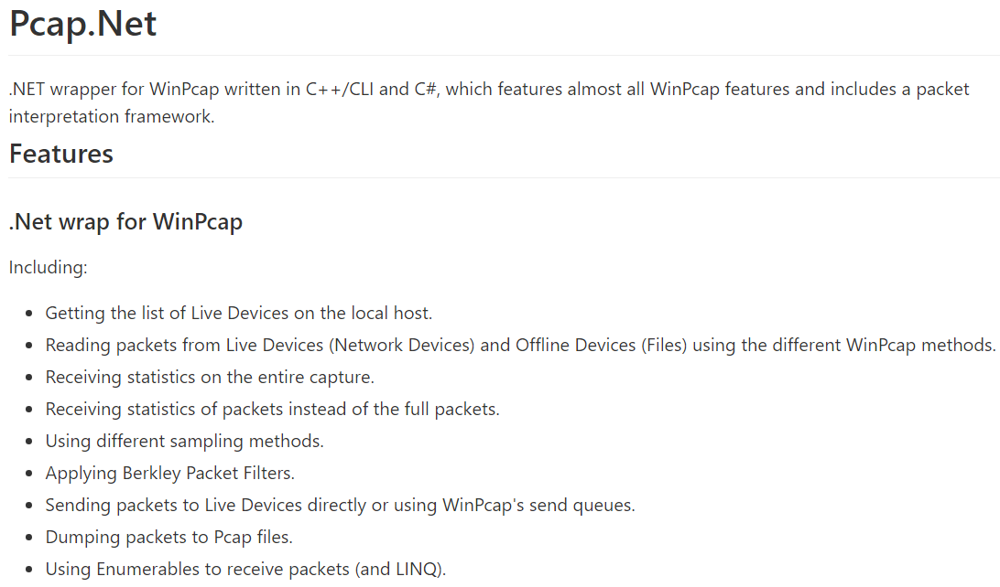 Pcap.Net
.NET wrapper for WinPcap written in C++/CLI and C#, which features almost all WinPcap features and includes a packet
interpretation framework.
Features
.Net wrap for WinPcap
Including:
• Getting the list of Live Devices on the local host.
• Reading packets from Live Devices (Network Devices) and Offline Devices (Files) using the different WinPcap methods.
• Receiving statistics on the entire capture.
• Receiving statistics of packets instead of the full packets.
• Using different sampling methods.
• Applying Berkley Packet Filters.
• Sending packets to Live Devices directly or using WinPcap's send queues.
• Dumping packets to Pcap files.
• Using Enumerables to receive packets (and LINQ).